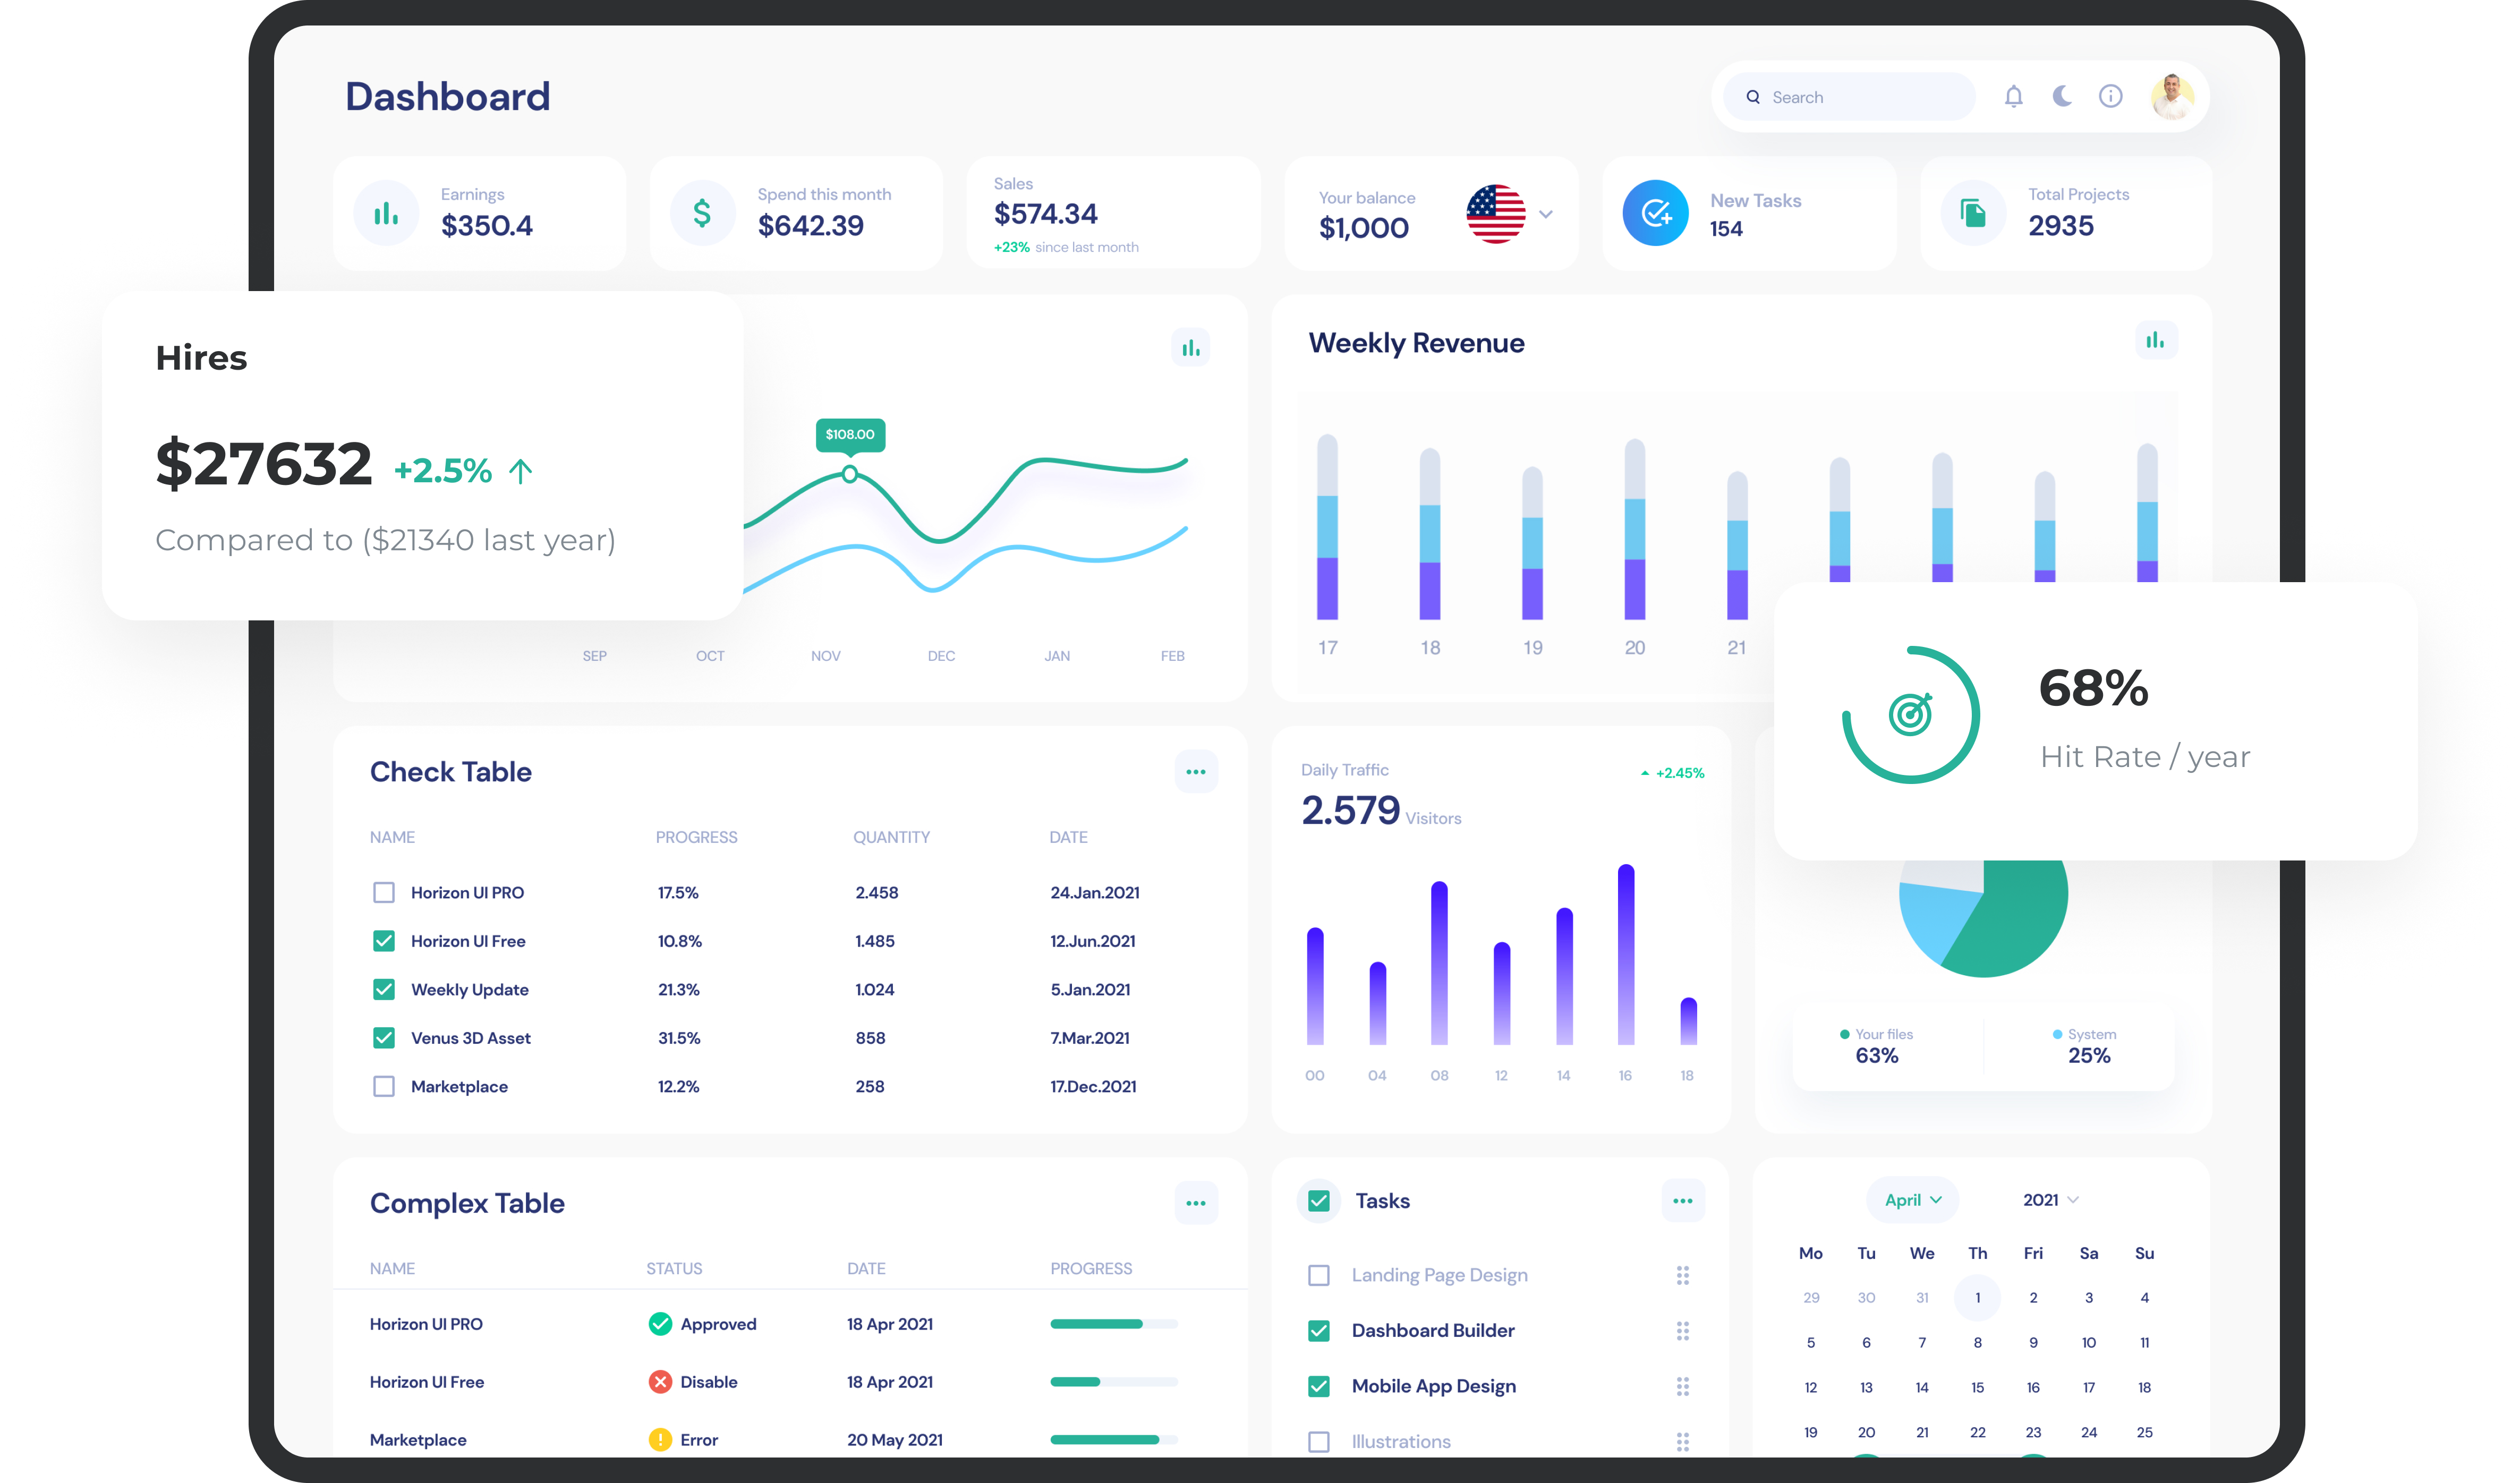 Dashboard
Search
Earnings
$350.4
Spend this month
$642.39
Sales
$574.34
+23% since last month
Your balance
$1,000
New Tasks
154
Total Projects
2935
Hires
$27632 +2.5%
Compared to ($21340 last year)
$108.00
SEP OCT NOV DEC JAN FEB
Weekly Revenue
17 18 19 20 21
68%
Hit Rate / year
Check Table
NAME PROGRESS QUANTITY DATE
Horizon UI PRO 17.5% 2.458 24.Jan.2021
Horizon UI Free 10.8% 1.485 12.Jun.2021
Weekly Update 21.3% 1.024 5.Jan.2021
Venus 3D Asset 31.5% 858 7.Mar.2021
Marketplace 12.2% 258 17.Dec.2021
Daily Traffic
+2.45%
2.579 Visitors
00 04 08 12 14 16 18
Your files
63%
System
25%
Complex Table
NAME STATUS DATE PROGRESS
Horizon UI PRO Approved 18 Apr 2021
Horizon UI Free Disable 18 Apr 2021
Marketplace Error 20 May 2021
Tasks
Landing Page Design
Dashboard Builder
Mobile App Design
Illustrations
April 2021
Mo Tu We Th Fri Sa Su
29 30 31 1 2 3 4
5 6 7 8 9 10 11
12 13 14 15 16 17 18
19 20 21 22 23 24 25